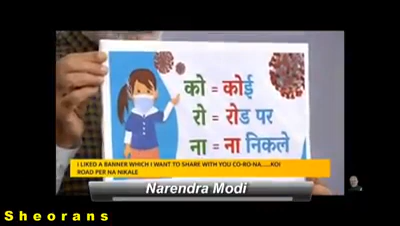 को = कोई
रो = रोड पर
ना = ना निकले
I LIKED A BANNER WHICH I WANT TO SHARE WITH YOU CO-RO-NA.....KOI
ROAD PER NA NIKALE
Narendra Modi
Sheorans